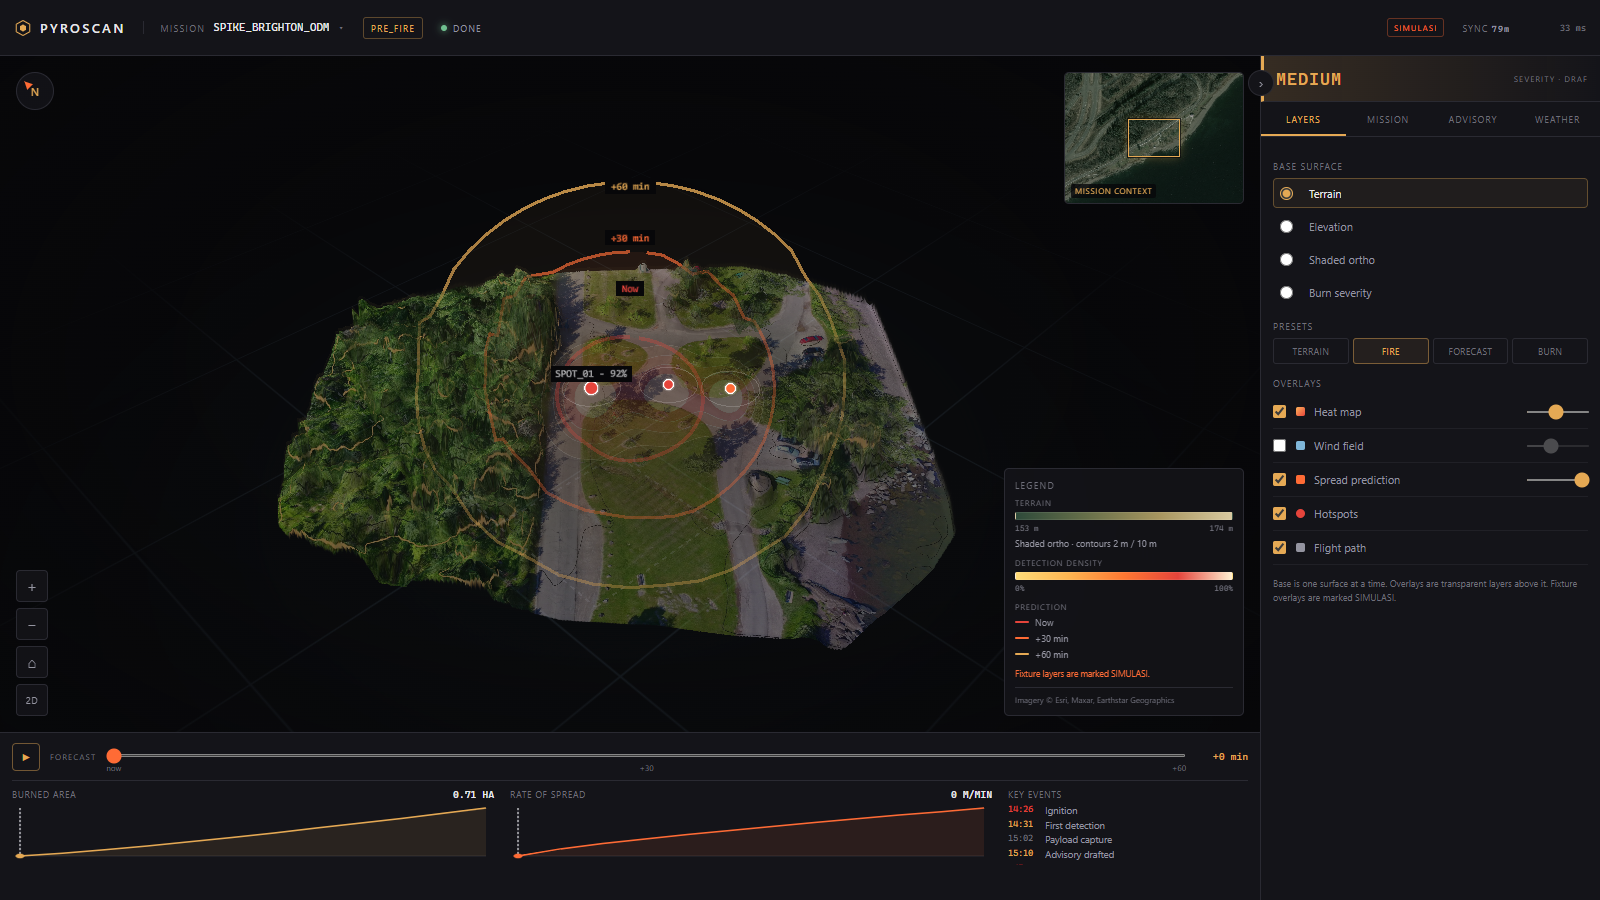 PYROSCAN
MISSION SPIKE_BRIGHTON_ODM
PRE_FIRE
DONE
SIMULASI
SYNC 79m
33 ms
N
+60 min
+30 min
Now
SPOT_01 - 92%
MISSION CONTEXT
+
−
2D
LEGEND
TERRAIN
153 m 174 m
Shaded ortho · contours 2 m / 10 m
DETECTION DENSITY
0% 100%
PREDICTION
Now
+30 min
+60 min
Fixture layers are marked SIMULASI.
Imagery © Esri, Maxar, Earthstar Geographics
MEDIUM
SEVERITY · DRAF
LAYERS MISSION ADVISORY WEATHER
BASE SURFACE
Terrain
Elevation
Shaded ortho
Burn severity
PRESETS
TERRAIN FIRE FORECAST BURN
OVERLAYS
Heat map
Wind field
Spread prediction
Hotspots
Flight path
Base is one surface at a time. Overlays are transparent layers above it. Fixture
overlays are marked SIMULASI.
FORECAST
+0 min
now +30 +60
BURNED AREA 0.71 HA
RATE OF SPREAD 0 M/MIN
KEY EVENTS
14:26 Ignition
14:31 First detection
15:02 Payload capture
15:10 Advisory drafted